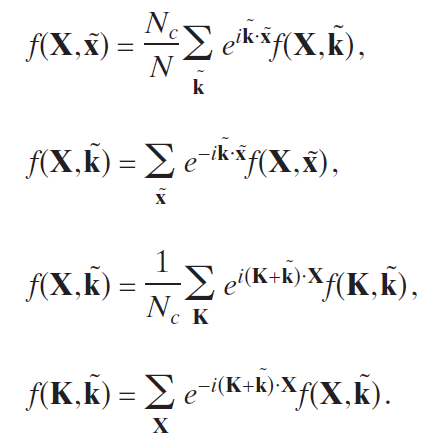 f(𝐗,𝐱̃) = N_c/N ∑_𝐤̃ e^{i𝐤̃·𝐱̃} f(𝐗,𝐤̃),
f(𝐗,𝐤̃) = ∑_𝐱̃ e^{−i𝐤̃·𝐱̃} f(𝐗,𝐱̃),
f(𝐗,𝐤̃) = 1/N_c ∑_𝐊 e^{i(𝐊+𝐤̃)·𝐗} f(𝐊,𝐤̃),
f(𝐊,𝐤̃) = ∑_𝐗 e^{−i(𝐊+𝐤̃)·𝐗} f(𝐗,𝐤̃).